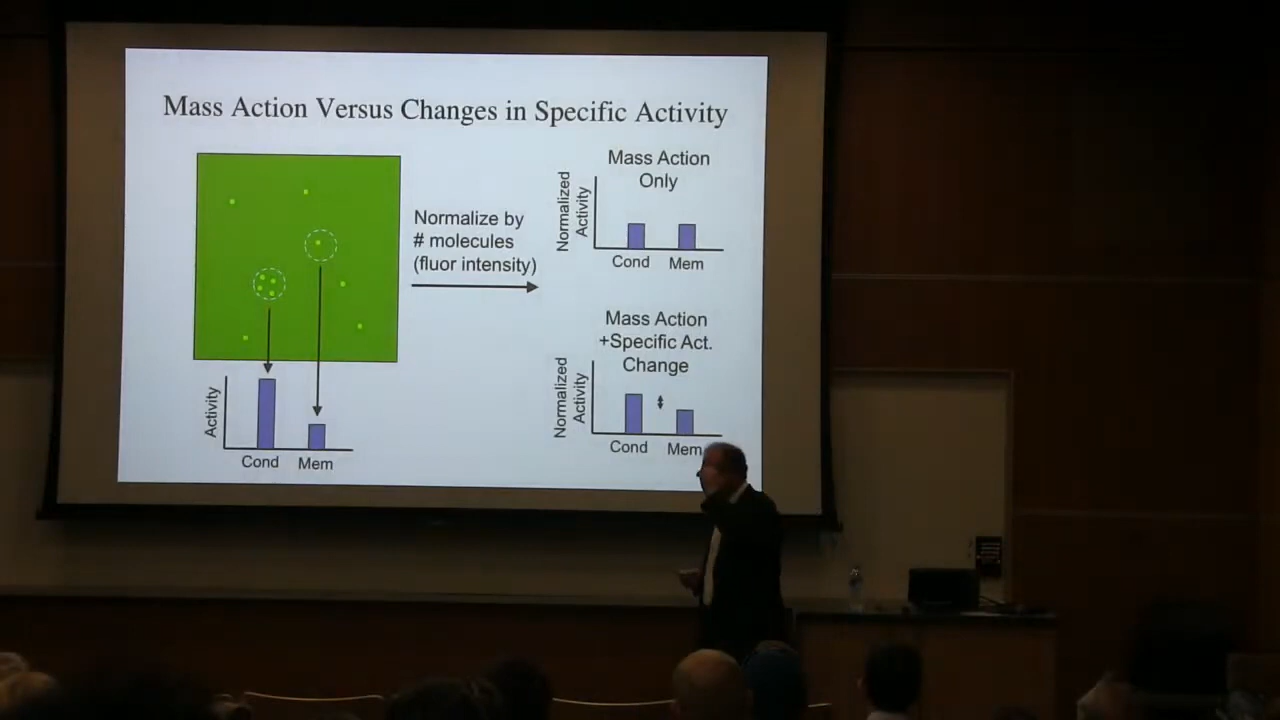 Mass Action Versus Changes in Specific Activity
Normalize by
# molecules
(fluor intensity)
Activity
Cond
Mem
Mass Action
Only
Normalized
Activity
Cond
Mem
Mass Action
+Specific Act.
Change
Normalized
Activity
Cond
Mem